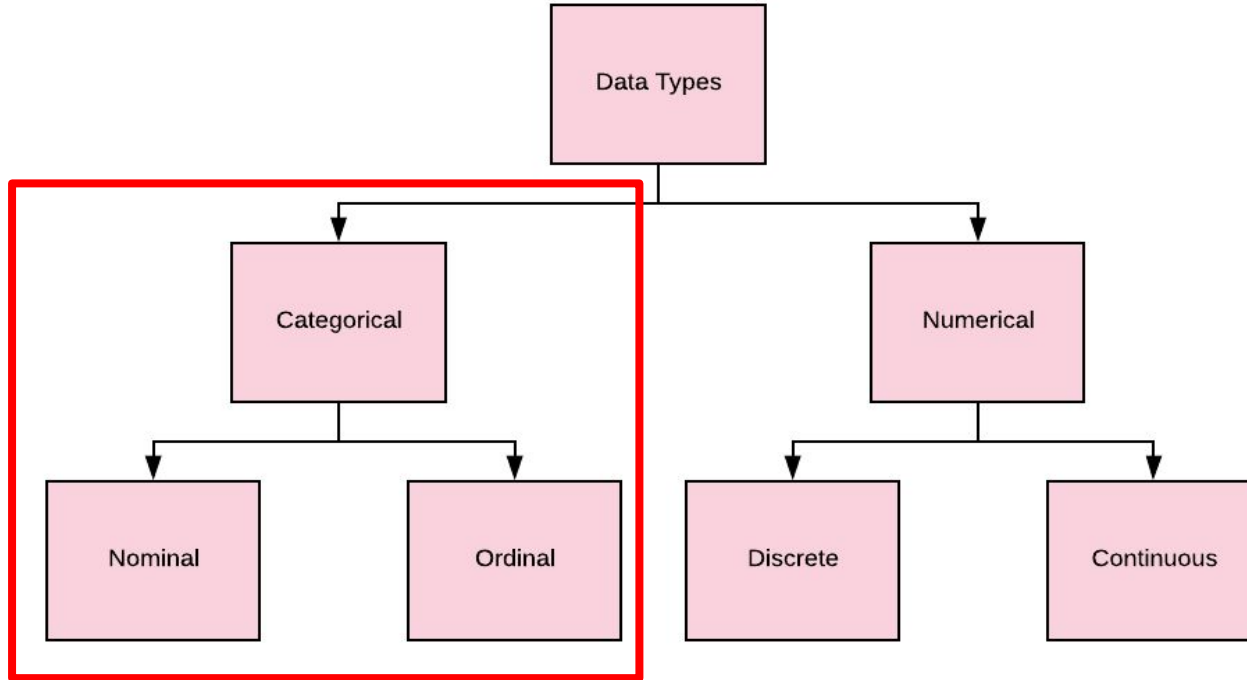 Data Types
Categorical
Numerical
Nominal
Ordinal
Discrete
Continuous